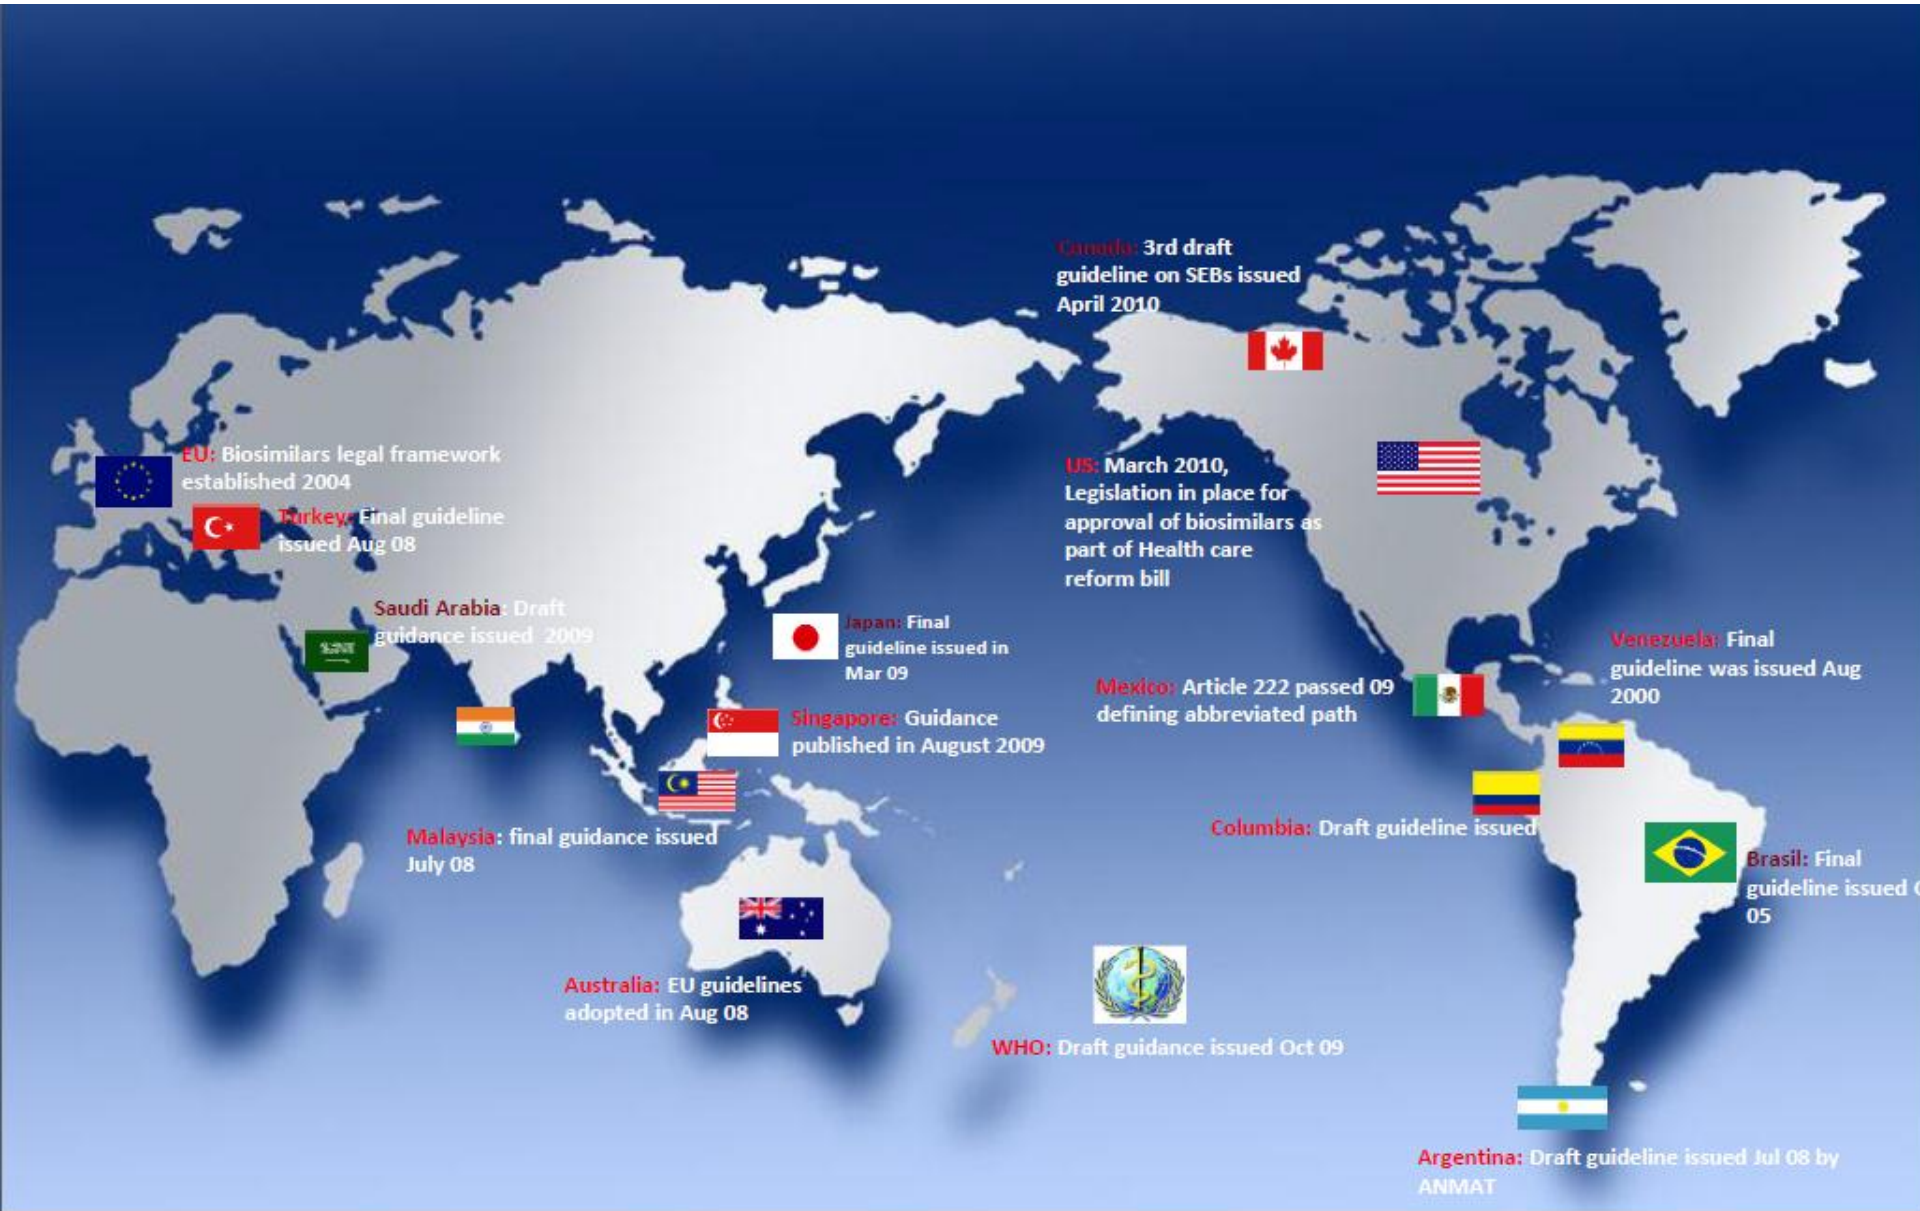 Canada: 3rd draft
guideline on SEBs issued
April 2010
EU: Biosimilars legal framework
established 2004
US: March 2010,
Legislation in place for
approval of biosimilars as
part of Health care
reform bill
Turkey: Final guideline
issued Aug 08
Saudi Arabia: Draft
guidance issued 2009
Japan: Final
guideline issued in
Mar 09
Venezuela: Final
guideline was issued Aug
2000
Mexico: Article 222 passed 09
defining abbreviated path
Singapore: Guidance
published in August 2009
Malaysia: final guidance issued
July 08
Columbia: Draft guideline issued
Brasil: Final
guideline issued
05
Australia: EU guidelines
adopted in Aug 08
WHO: Draft guidance issued Oct 09
Argentina: Draft guideline issued Jul 08 by
ANMAT